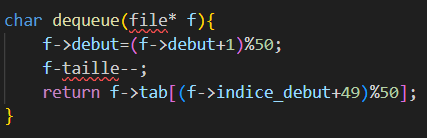 char dequeue(file* f){
    f->debut=(f->debut+1)%50;
    f-taille--;
    return f->tab[(f->indice_debut+49)%50];
}